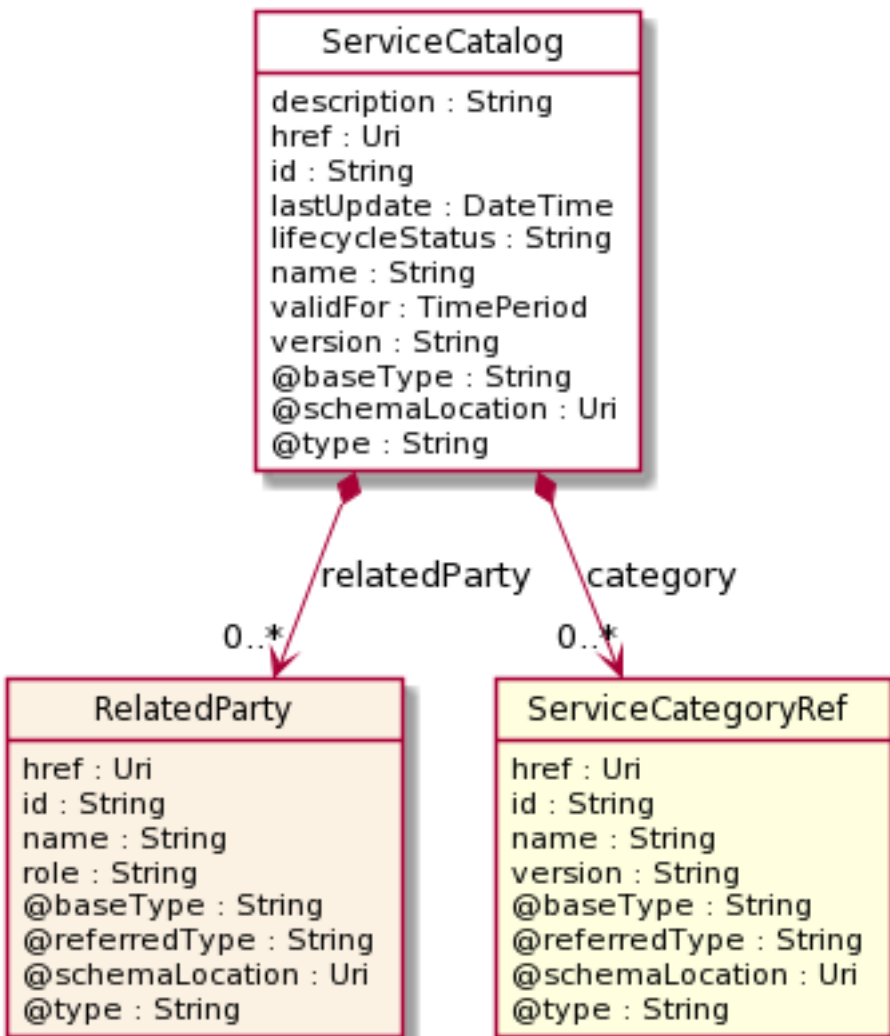 ServiceCatalog
description : String
href : Uri
id : String
lastUpdate : DateTime
lifecycleStatus : String
name : String
validFor : TimePeriod
version : String
@baseType : String
@schemaLocation : Uri
@type : String
relatedParty
category
0..*
0..*
RelatedParty
href : Uri
id : String
name : String
role : String
@baseType : String
@referredType : String
@schemaLocation : Uri
@type : String
ServiceCategoryRef
href : Uri
id : String
name : String
version : String
@baseType : String
@referredType : String
@schemaLocation : Uri
@type : String